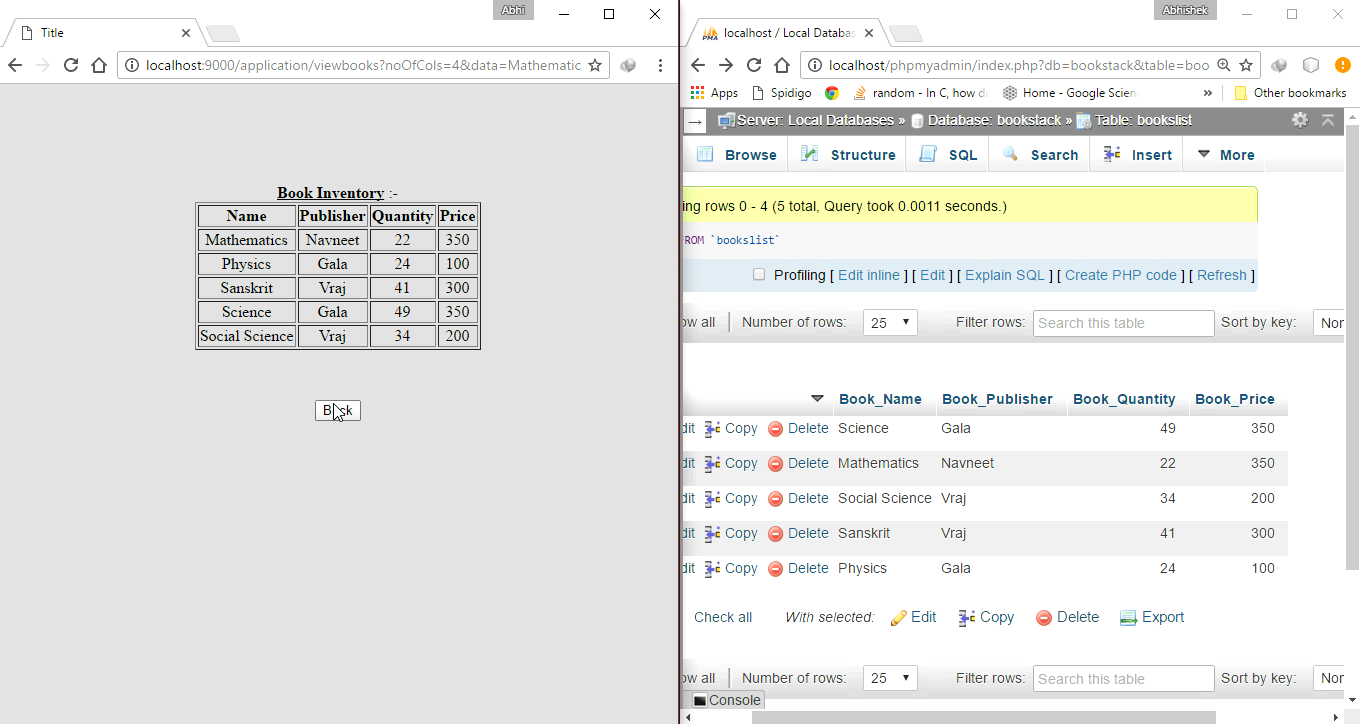 Abhi
Title
localhost:9000/application/viewbooks?noOfCols=4&data=Mathematic
Book Inventory :-
Name Publisher Quantity Price
Mathematics Navneet 22 350
Physics Gala 24 100
Sanskrit Vraj 41 300
Science Gala 49 350
Social Science Vraj 34 200
Abhishek
PMA localhost / Local Databas
localhost/phpmyadmin/index.php?db=bookstack&table=boo
Apps Spidigo random - In C, how d Home - Google Scien » Other bookmarks
→ Server: Local Databases » Database: bookstack » Table: bookslist
Browse Structure SQL Search Insert More
ing rows 0 - 4 (5 total, Query took 0.0011 seconds.)
ROM `bookslist`
Profiling [ Edit inline ] [ Edit ] [ Explain SQL ] [ Create PHP code ] [ Refresh ]
ow all Number of rows: 25 Filter rows: Search this table Sort by key: Nor
Book_Name Book_Publisher Book_Quantity Book_Price
dit Copy Delete Science Gala 49 350
dit Copy Delete Mathematics Navneet 22 350
dit Copy Delete Social Science Vraj 34 200
dit Copy Delete Sanskrit Vraj 41 300
dit Copy Delete Physics Gala 24 100
Check all With selected: Edit Copy Delete Export
ow all Number of rows: 25 Filter rows: Search this table Sort by key: Nor
Console